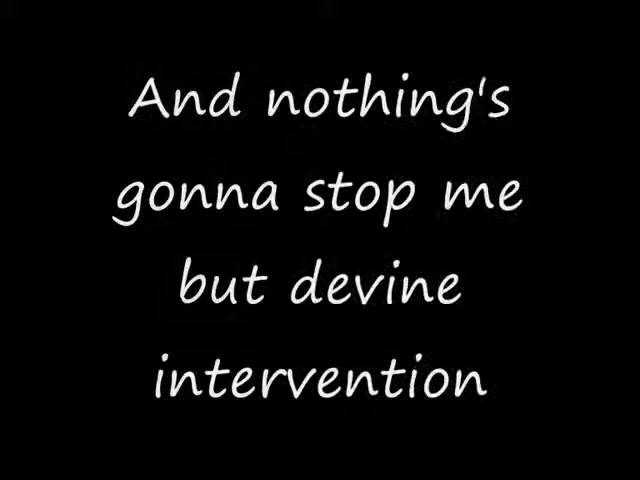 And nothing's
gonna stop me
but devine
intervention